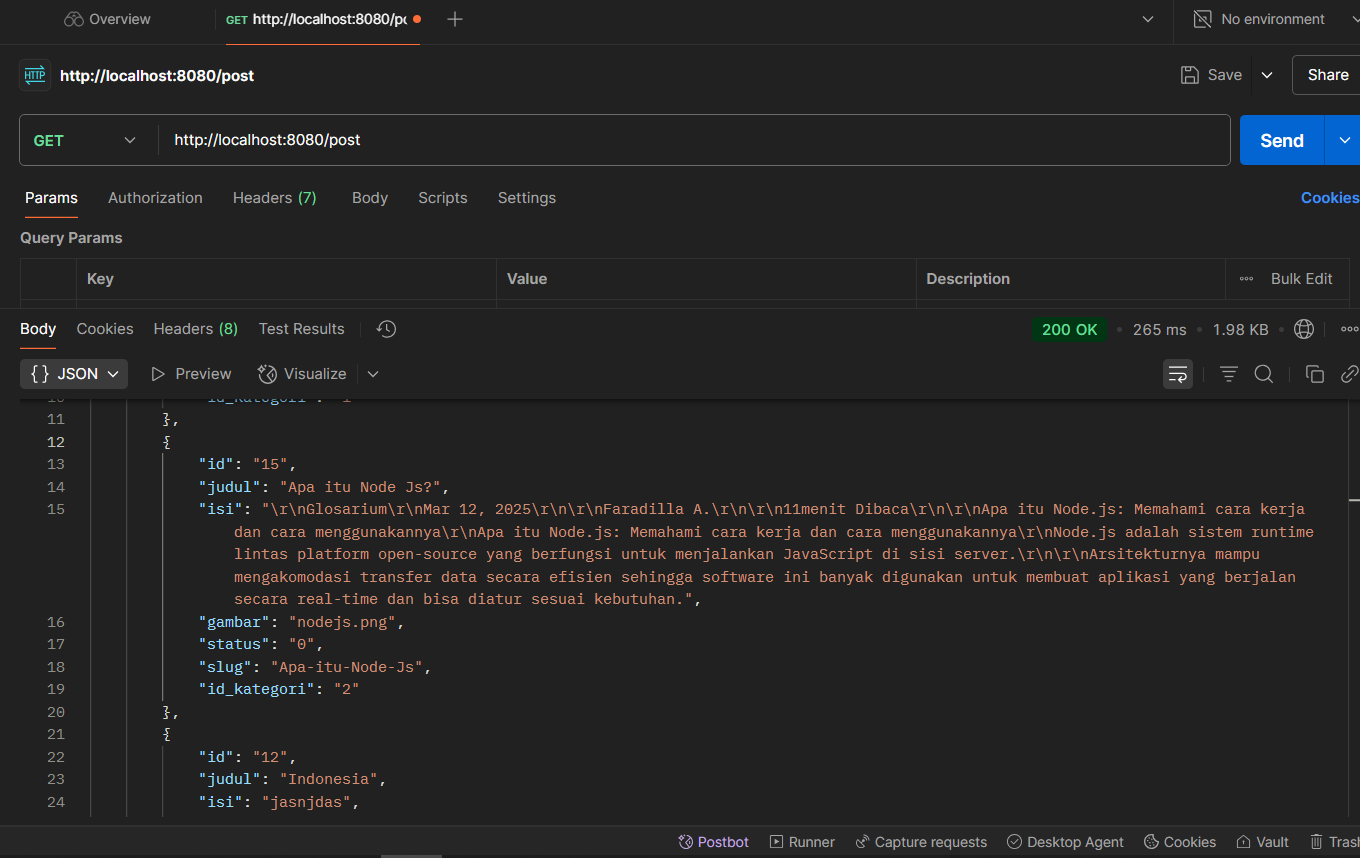 Overview
GET http://localhost:8080/pc
No environment
HTTP http://localhost:8080/post
Save
Share
GET http://localhost:8080/post
Send
Params Authorization Headers (7) Body Scripts Settings
Cookies
Query Params
Key Value Description Bulk Edit
Body Cookies Headers (8) Test Results
200 OK 265 ms 1.98 KB
{} JSON Preview Visualize
11 },
12 {
13 "id": "15",
14 "judul": "Apa itu Node Js?",
15 "isi": "\r\nGlosarium\r\nMar 12, 2025\r\n\r\nFaradilla A.\r\n\r\n11menit Dibaca\r\n\r\nApa itu Node.js: Memahami cara kerja
dan cara menggunakannya\r\nApa itu Node.js: Memahami cara kerja dan cara menggunakannya\r\nNode.js adalah sistem runtime
lintas platform open-source yang berfungsi untuk menjalankan JavaScript di sisi server.\r\n\r\nArsitekturnya mampu
mengakomodasi transfer data secara efisien sehingga software ini banyak digunakan untuk membuat aplikasi yang berjalan
secara real-time dan bisa diatur sesuai kebutuhan.",
16 "gambar": "nodejs.png",
17 "status": "0",
18 "slug": "Apa-itu-Node-Js",
19 "id_kategori": "2"
20 },
21 {
22 "id": "12",
23 "judul": "Indonesia",
24 "isi": "jasnjdas",
Postbot Runner Capture requests Desktop Agent Cookies Vault Trash